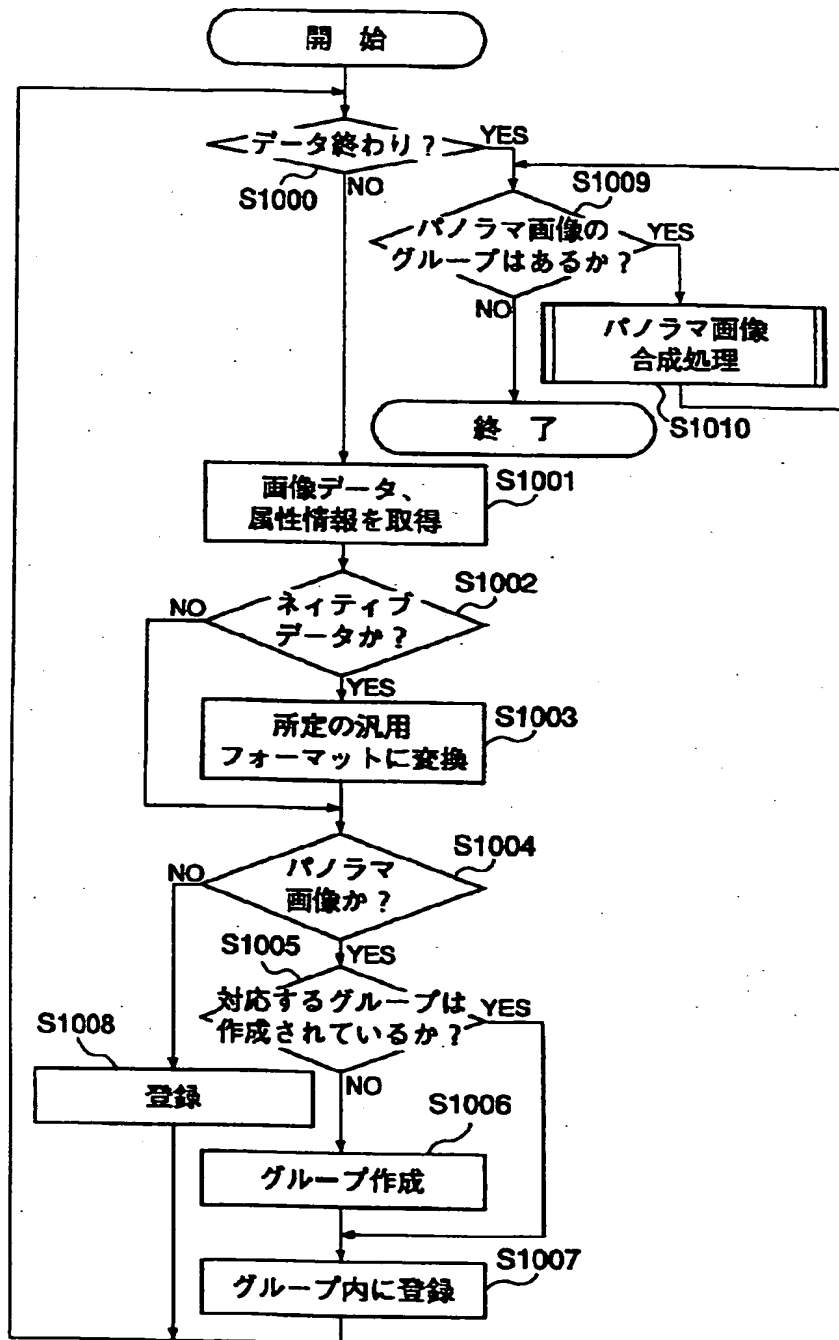 開 始
データ終わり?
YES
S1000
NO
S1009
パノラマ画像の
グループはあるか?
YES
NO
パノラマ画像
合成処理
S1010
終 了
画像データ、
属性情報を取得
S1001
S1002
NO
ネィティブ
データか?
YES
所定の汎用
フォーマットに変換
S1003
S1004
NO
パノラマ
画像か?
YES
S1005
対応するグループは
作成されているか?
YES
NO
S1008
登録
S1006
グループ作成
S1007
グループ内に登録